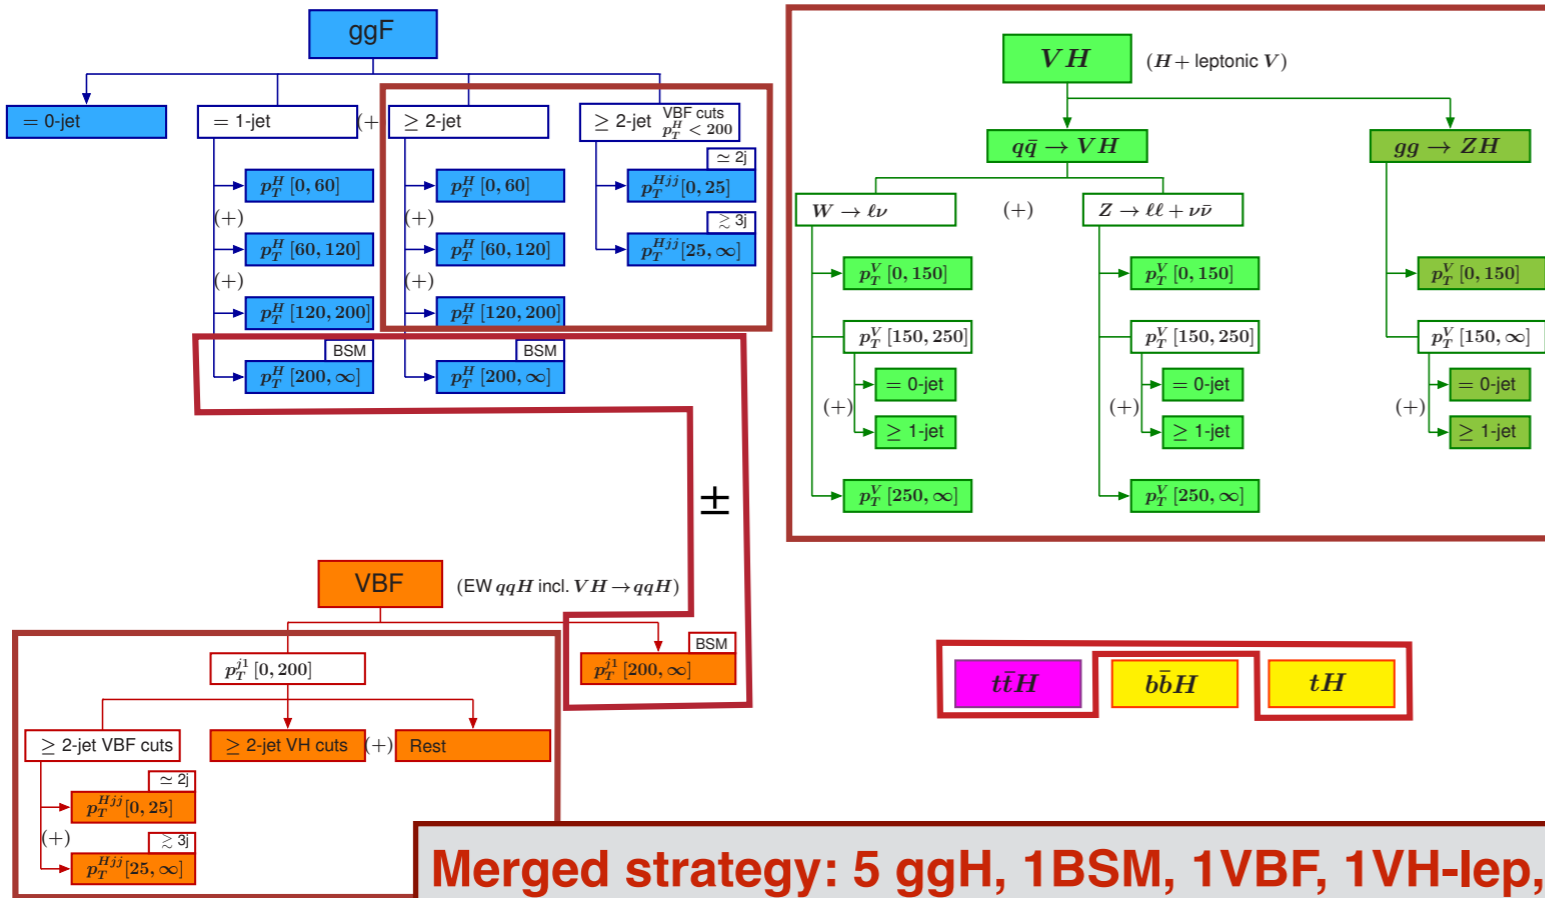 ggF
= 0-jet
= 1-jet
(+
≥ 2-jet
≥ 2-jet VBF cuts p_T^H < 200
p_T^H [0, 60]
(+)
p_T^H [60, 120]
(+)
p_T^H [120, 200]
BSM
p_T^H [200, ∞]
p_T^H [0, 60]
(+)
p_T^H [60, 120]
(+)
p_T^H [120, 200]
BSM
p_T^H [200, ∞]
≃ 2j
p_T^{Hjj} [0, 25]
≳ 3j
p_T^{Hjj} [25, ∞]
VH (H + leptonic V)
qq̄ → VH
gg → ZH
W → ℓν
(+)
Z → ℓℓ + νν̄
p_T^V [0, 150]
p_T^V [150, 250]
= 0-jet
(+)
≥ 1-jet
p_T^V [250, ∞]
p_T^V [0, 150]
p_T^V [150, 250]
= 0-jet
(+)
≥ 1-jet
p_T^V [250, ∞]
p_T^V [0, 150]
p_T^V [150, ∞]
= 0-jet
(+)
≥ 1-jet
±
VBF (EW qqH incl. VH → qqH)
p_T^{j1} [0, 200]
BSM
p_T^{j1} [200, ∞]
≥ 2-jet VBF cuts
≥ 2-jet VH cuts
(+)
Rest
≃ 2j
p_T^{Hjj} [0, 25]
(+)
≳ 3j
p_T^{Hjj} [25, ∞]
tt̄H
bb̄H
tH
Merged strategy: 5 ggH, 1BSM, 1VBF, 1VH-lep,